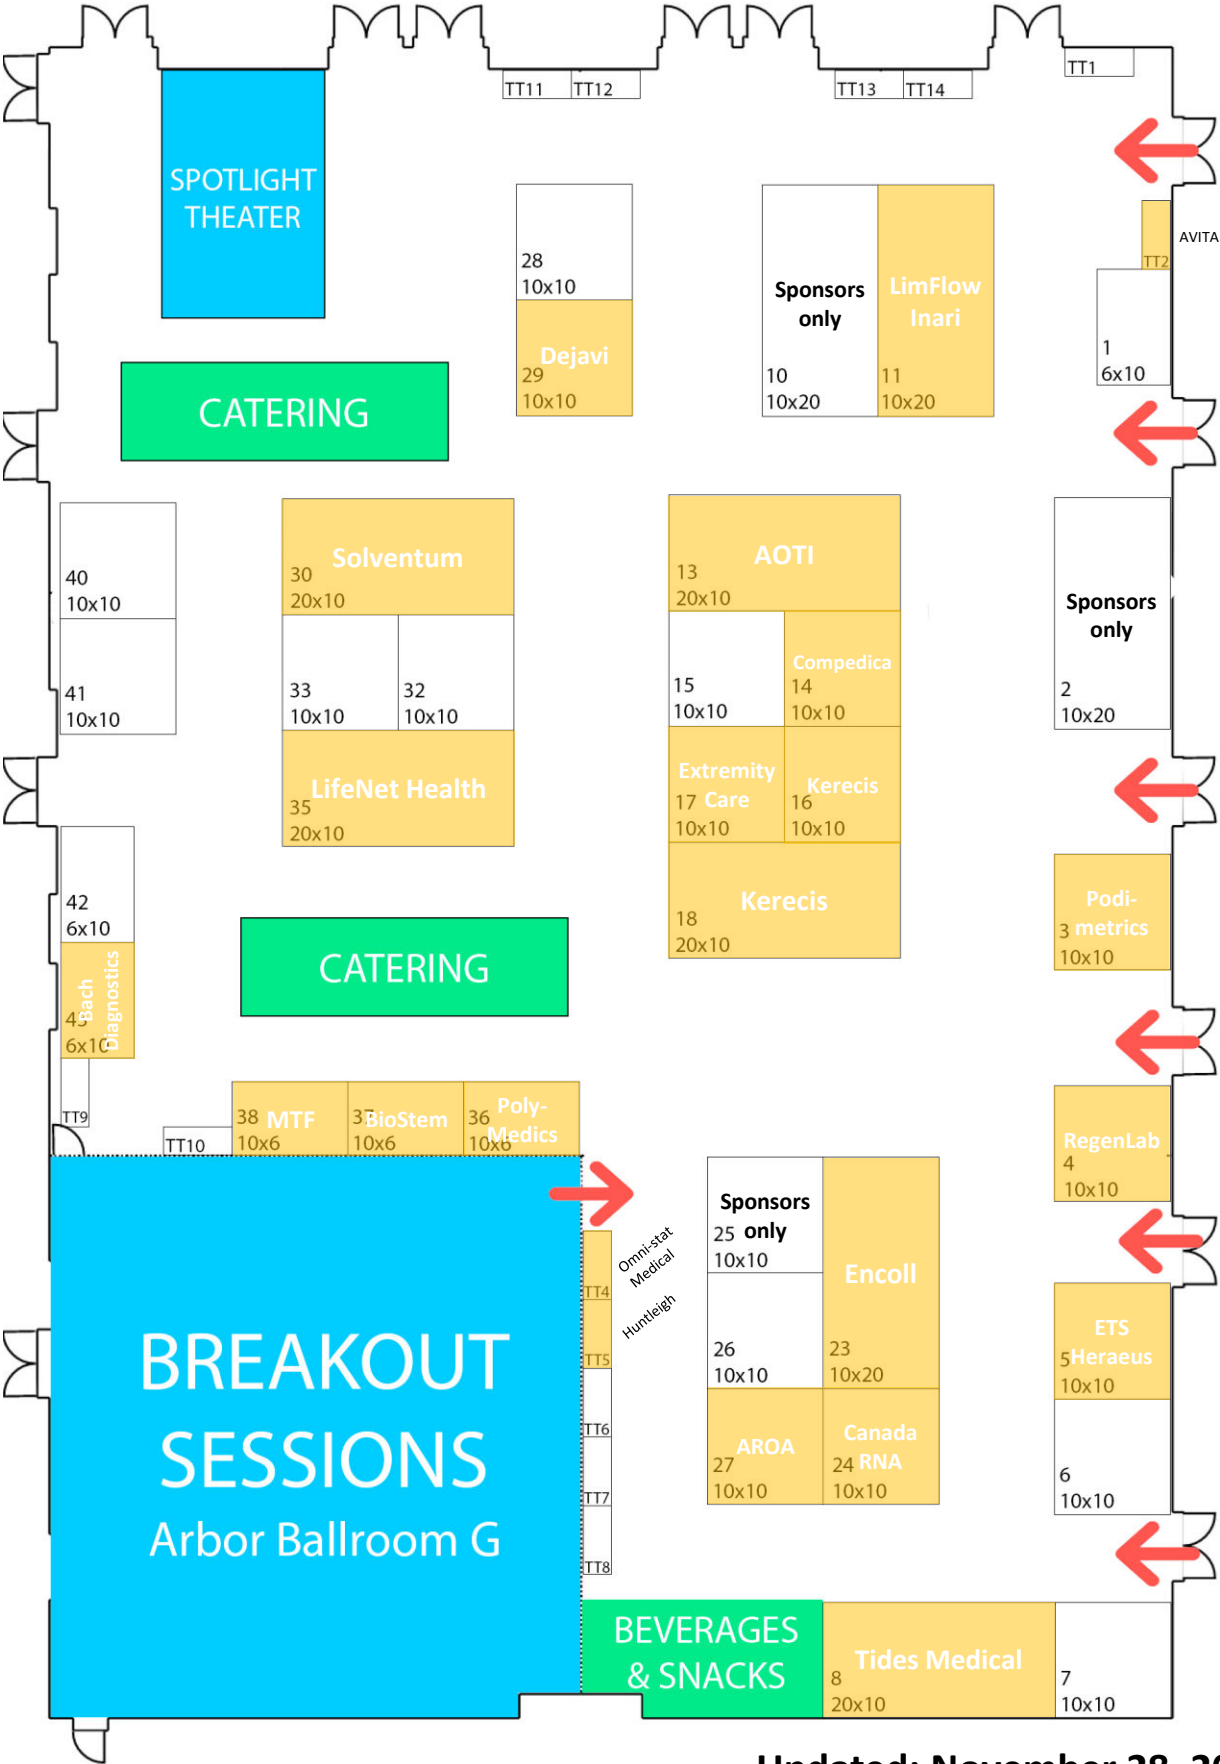 TT11
TT12
TT13
TT14
TT1
SPOTLIGHT
THEATER
28
10x10
Dejavi
29
10x10
Sponsors
only
10
10x20
LimFlow
Inari
11
10x20
TT2
AVITA
1
6x10
CATERING
40
10x10
41
10x10
Solventum
30
20x10
33
10x10
32
10x10
LifeNet Health
35
20x10
AOTI
13
20x10
15
10x10
Compedica
14
10x10
Extremity
Care
17
10x10
Kerecis
16
10x10
Kerecis
18
20x10
Sponsors
only
2
10x20
Podi-
metrics
3
10x10
42
6x10
Bach
Diagnostics
43
6x10
CATERING
TT9
TT10
38
MTF
10x6
37
BioStem
10x6
36
Poly-
Medics
10x6
RegenLab
4
10x10
BREAKOUT
SESSIONS
Arbor Ballroom G
Omni-stat
Medical
TT4
Huntleigh
TT5
TT6
TT7
TT8
Sponsors
only
25
10x10
26
10x10
Encoll
23
10x20
AROA
27
10x10
Canada
RNA
24
10x10
ETS
Heraeus
5
10x10
6
10x10
BEVERAGES
& SNACKS
Tides Medical
8
20x10
7
10x10
Updated: November 28, 20